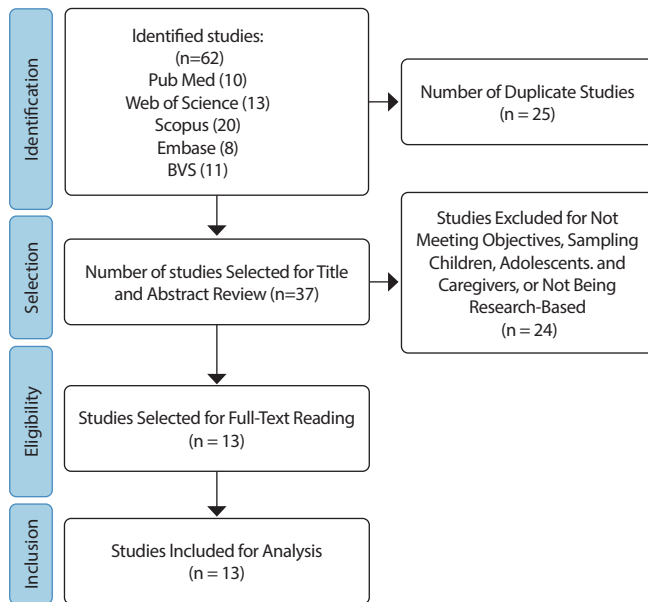 Identification
Identified studies:
(n=62)
Pub Med (10)
Web of Science (13)
Scopus (20)
Embase (8)
BVS (11)
Number of Duplicate Studies
(n = 25)
Selection
Number of studies Selected for Title
and Abstract Review (n=37)
Studies Excluded for Not
Meeting Objectives, Sampling
Children, Adolescents. and
Caregivers, or Not Being
Research-Based
(n = 24)
Eligibility
Studies Selected for Full-Text Reading
(n = 13)
Inclusion
Studies Included for Analysis
(n = 13)